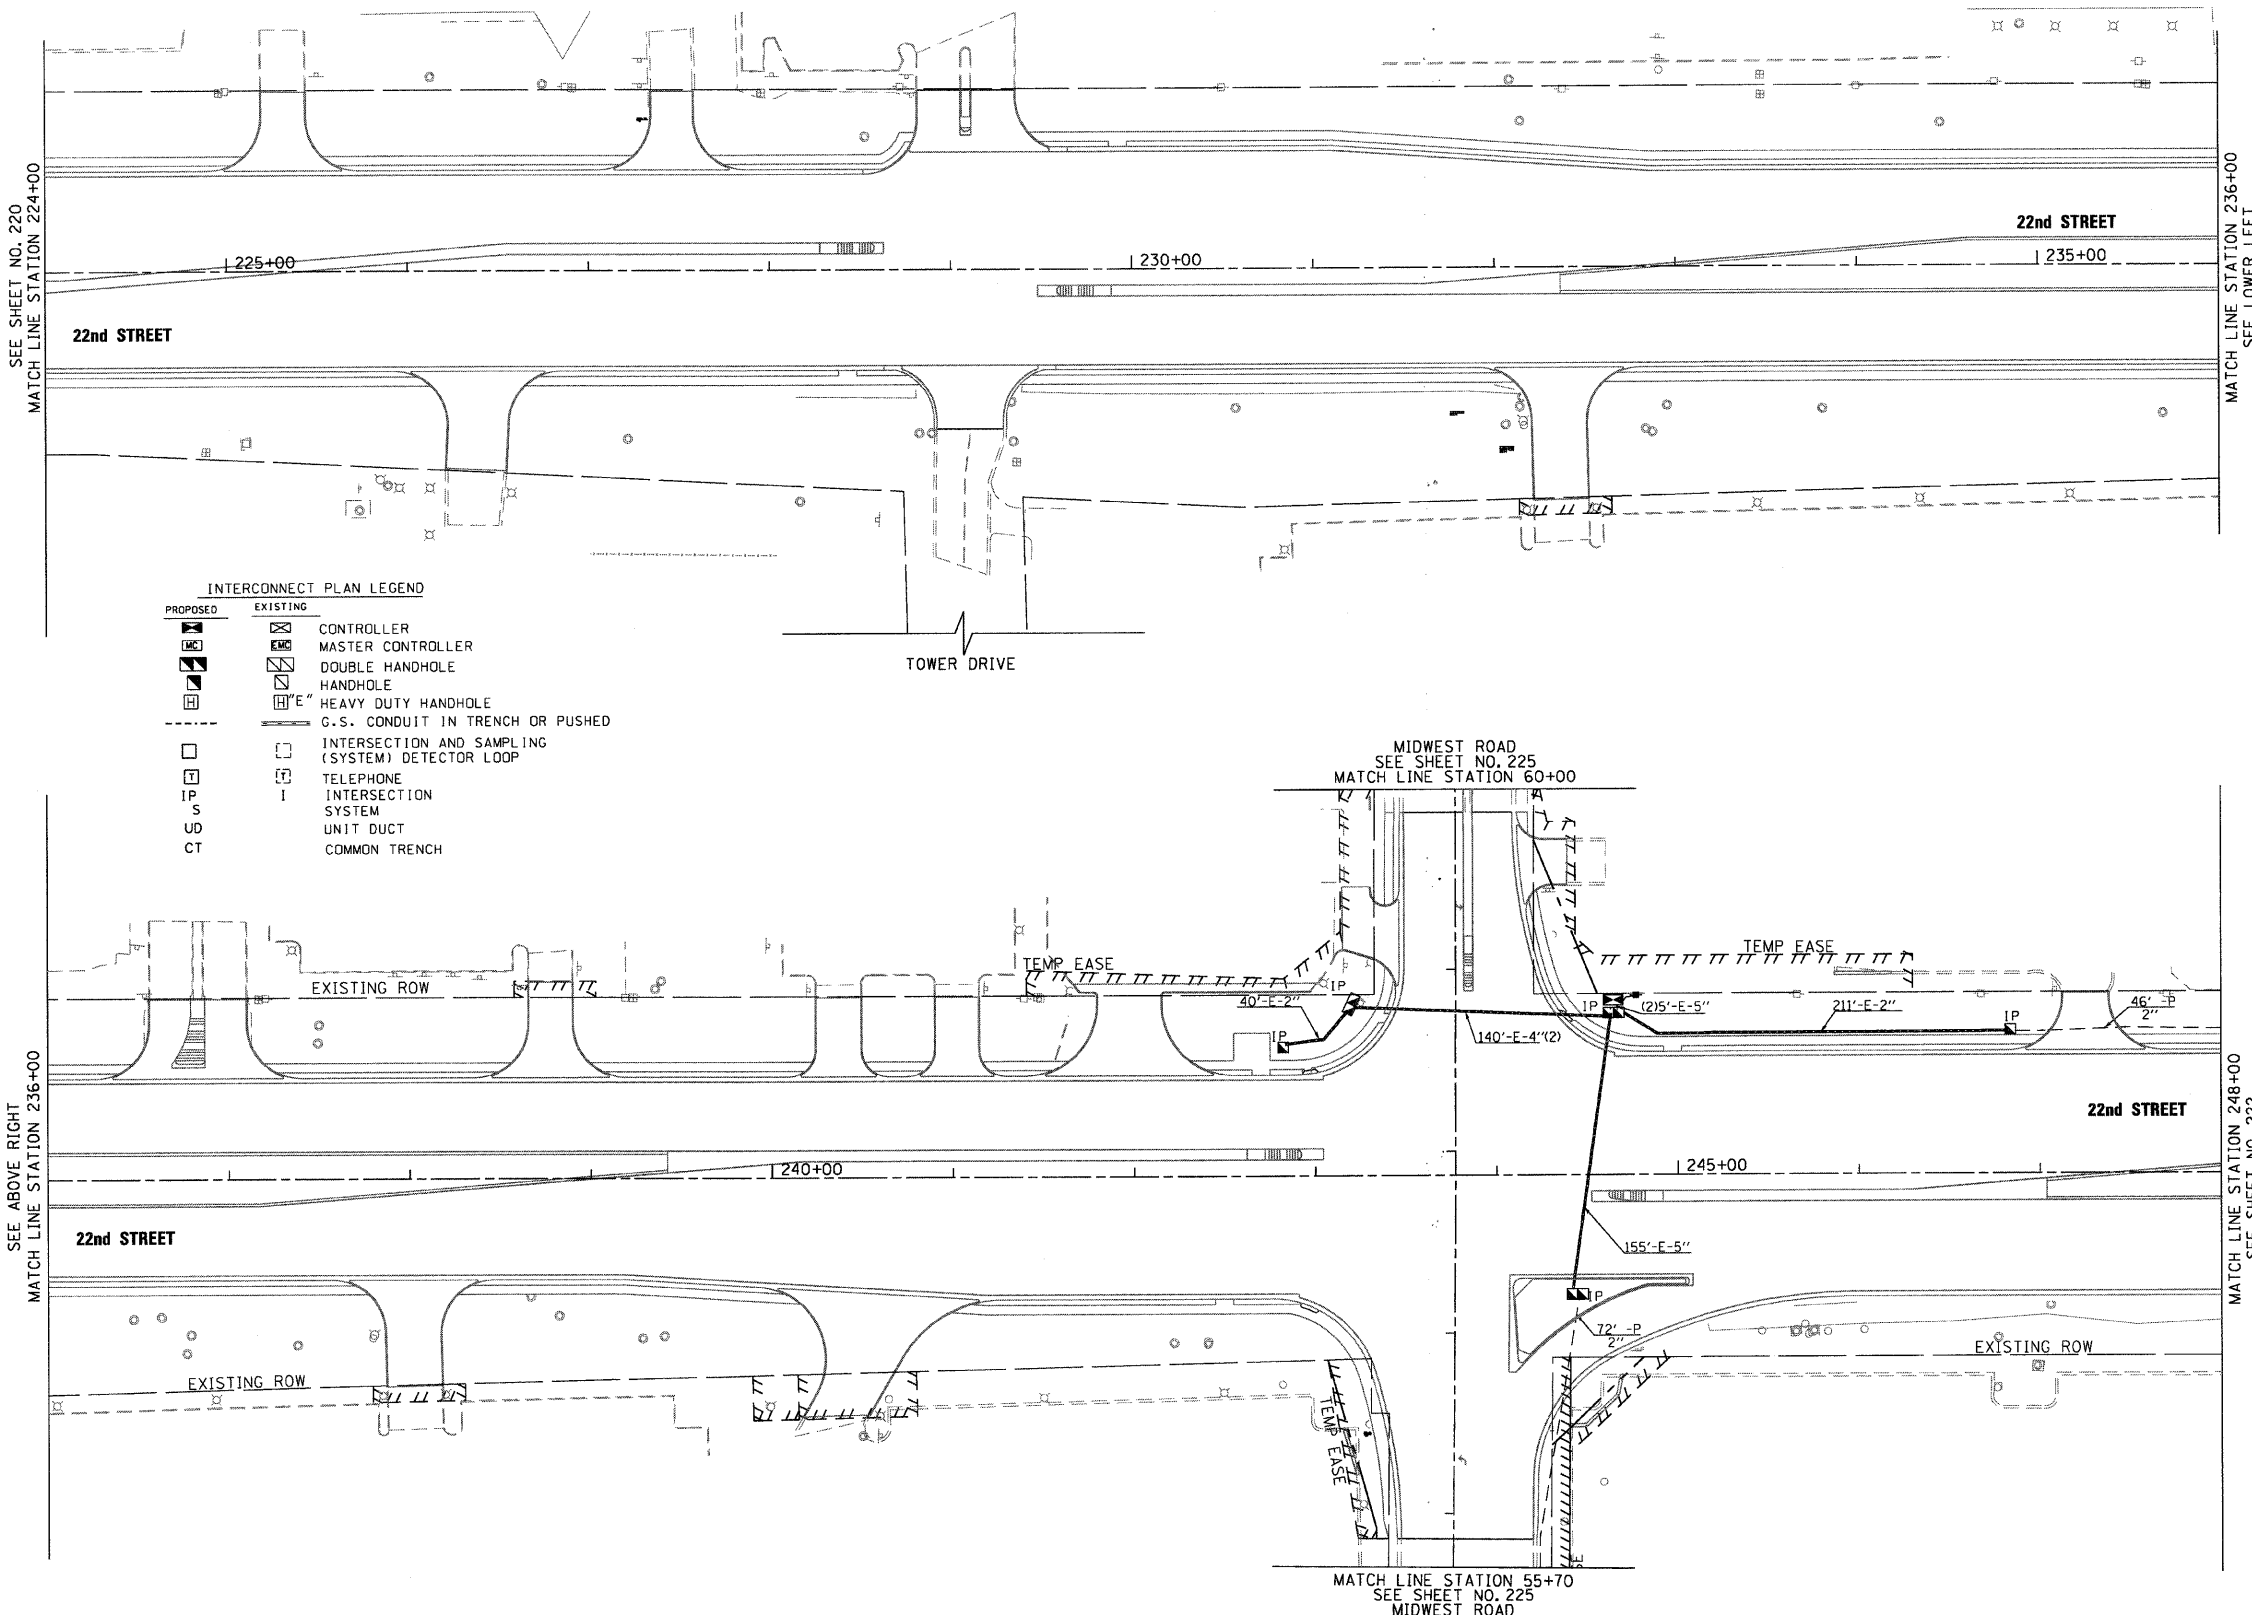 SEE SHEET NO. 220
MATCH LINE STATION 224+00
22nd STREET
225+00
230+00
22nd STREET
235+00
MATCH LINE STATION 236+00
SEE LOWER LEFT
TOWER DRIVE
INTERCONNECT PLAN LEGEND
PROPOSED EXISTING
CONTROLLER
MC EMC MASTER CONTROLLER
DOUBLE HANDHOLE
HANDHOLE
H H "E" HEAVY DUTY HANDHOLE
G.S. CONDUIT IN TRENCH OR PUSHED
INTERSECTION AND SAMPLING
(SYSTEM) DETECTOR LOOP
T T TELEPHONE
IP I INTERSECTION
S SYSTEM
UD UNIT DUCT
CT COMMON TRENCH
MIDWEST ROAD
SEE SHEET NO. 225
MATCH LINE STATION 60+00
SEE ABOVE RIGHT
MATCH LINE STATION 236+00
EXISTING ROW
TEMP EASE
TEMP EASE
IP
40'-E-2''
IP
IP
(2)5'-E-5''
211'-E-2''
IP
46' -P
2''
140'-E-4''(2)
22nd STREET
240+00
245+00
22nd STREET
155'-E-5''
IP
72' -P
2''
EXISTING ROW
EXISTING ROW
TEMP EASE
MATCH LINE STATION 248+00
MATCH LINE STATION 55+70
SEE SHEET NO. 225
MIDWEST ROAD